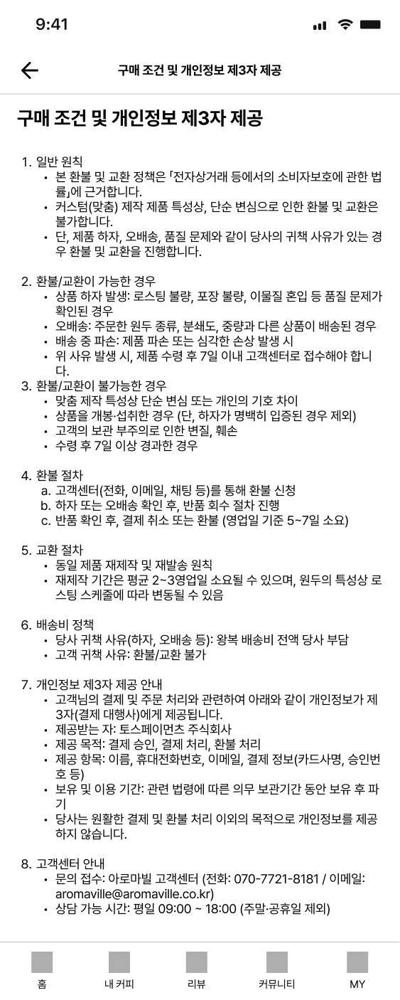 9:41
구매 조건 및 개인정보 제3자 제공
구매 조건 및 개인정보 제3자 제공
1. 일반 원칙
• 본 환불 및 교환 정책은 「전자상거래 등에서의 소비자보호에 관한 법
률」에 근거합니다.
• 커스텀(맞춤) 제작 제품 특성상, 단순 변심으로 인한 환불 및 교환은
불가합니다.
• 단, 제품 하자, 오배송, 품질 문제와 같이 당사의 귀책 사유가 있는 경
우 환불 및 교환을 진행합니다.
2. 환불/교환이 가능한 경우
• 상품 하자 발생: 로스팅 불량, 포장 불량, 이물질 혼입 등 품질 문제가
확인된 경우
• 오배송: 주문한 원두 종류, 분쇄도, 중량과 다른 상품이 배송된 경우
• 배송 중 파손: 제품 파손 또는 심각한 손상 발생 시
• 위 사유 발생 시, 제품 수령 후 7일 이내 고객센터로 접수해야 합니
다.
3. 환불/교환이 불가능한 경우
• 맞춤 제작 특성상 단순 변심 또는 개인의 기호 차이
• 상품을 개봉·섭취한 경우 (단, 하자가 명백히 입증된 경우 제외)
• 고객의 보관 부주의로 인한 변질, 훼손
• 수령 후 7일 이상 경과한 경우
4. 환불 절차
a. 고객센터(전화, 이메일, 채팅 등)를 통해 환불 신청
b. 하자 또는 오배송 확인 후, 반품 회수 절차 진행
c. 반품 확인 후, 결제 취소 또는 환불 (영업일 기준 5~7일 소요)
5. 교환 절차
• 동일 제품 재제작 및 재발송 원칙
• 재제작 기간은 평균 2~3영업일 소요될 수 있으며, 원두의 특성상 로
스팅 스케줄에 따라 변동될 수 있음
6. 배송비 정책
• 당사 귀책 사유(하자, 오배송 등): 왕복 배송비 전액 당사 부담
• 고객 귀책 사유: 환불/교환 불가
7. 개인정보 제3자 제공 안내
• 고객님의 결제 및 주문 처리와 관련하여 아래와 같이 개인정보가 제
3자(결제 대행사)에게 제공됩니다.
• 제공받는 자: 토스페이먼츠 주식회사
• 제공 목적: 결제 승인, 결제 처리, 환불 처리
• 제공 항목: 이름, 휴대전화번호, 이메일, 결제 정보(카드사명, 승인번
호 등)
• 보유 및 이용 기간: 관련 법령에 따른 의무 보관기간 동안 보유 후 파
기
• 당사는 원활한 결제 및 환불 처리 이외의 목적으로 개인정보를 제공
하지 않습니다.
8. 고객센터 안내
• 문의 접수: 아로마빌 고객센터 (전화: 070-7721-8181 / 이메일:
aromaville@aromaville.co.kr)
• 상담 가능 시간: 평일 09:00 ~ 18:00 (주말·공휴일 제외)
홈 내 커피 리뷰 커뮤니티 MY